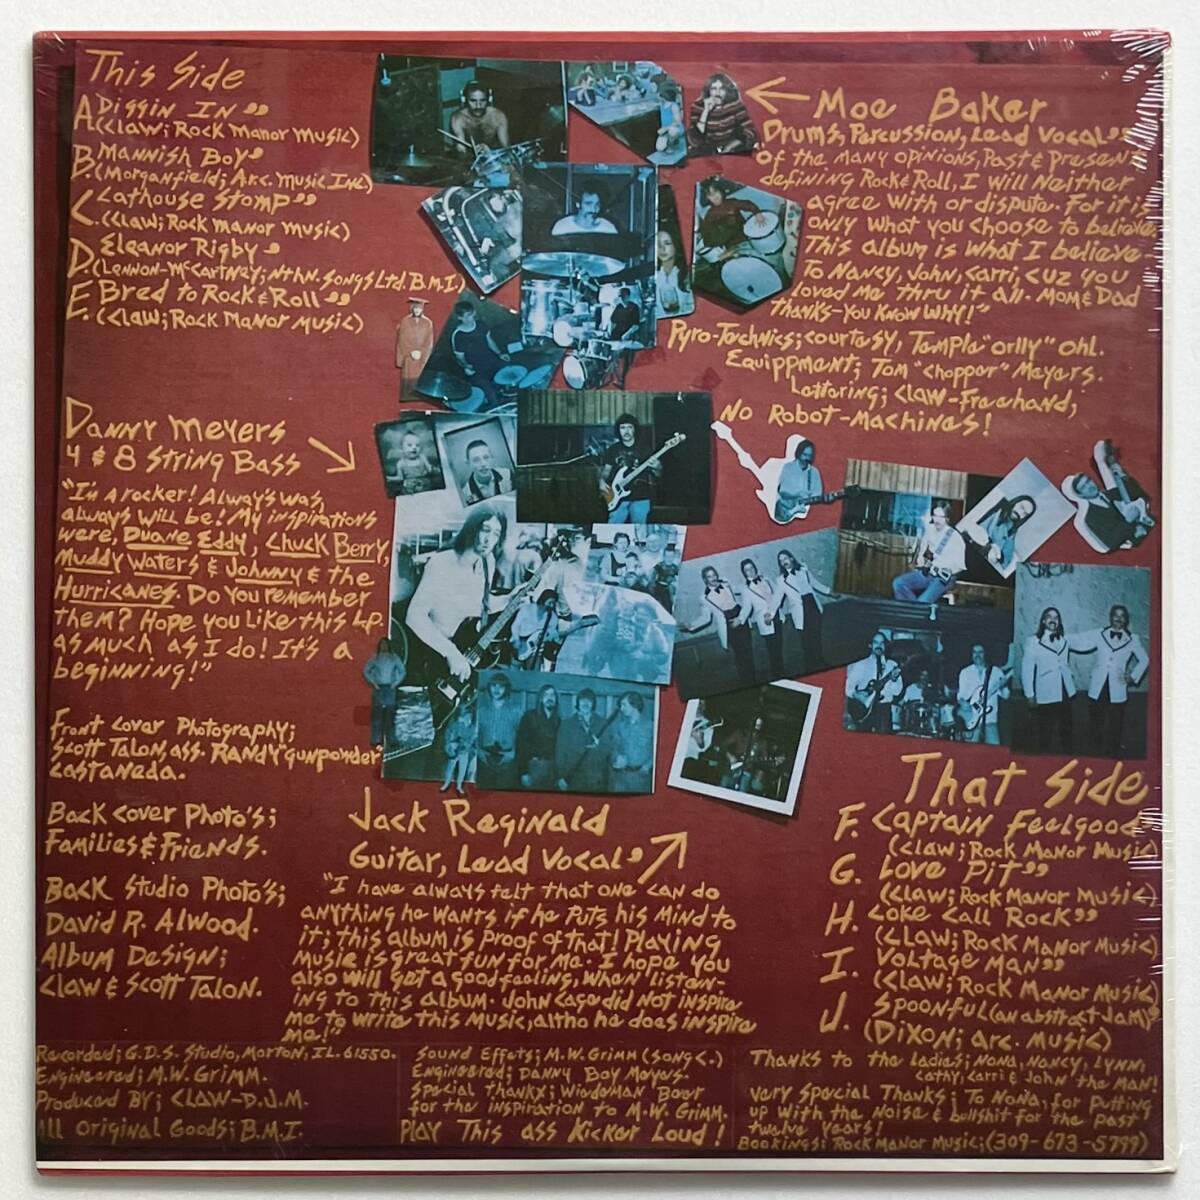 This Side
A. Diggin In"
(Claw; Rock Manor Music)
B. Mannish Boy"
(Morganfield; Arc. Music Inc)
C. Cathouse Stomp"
(Claw; Rock Manor Music)
D. Eleanor Rigby"
(Lennon-McCartney; Nthn. Songs Ltd. B.M.I.)
E. Bred to Rock & Roll"
(Claw; Rock Manor Music)
Moe Baker
Drums, Percussion, Lead Vocal"
Of the many opinions, Past & Present
defining Rock & Roll, I will Neither
agree with or dispute. For it is
only what you choose to believe.
This album is what I believe-
To Nancy, John, Carri, cuz you
loved me thru it all. Mom & Dad
thanks-you know why!"
Pyro-Technics; courtesy, Temple "orlly" Ohl.
Equippment; Tom "chopper" Meyers.
Lettering; Claw-Freehand;
No Robot-Machines!
Danny Meyers
4 & 8 String Bass
"I'm a rocker! Always was,
always will be! My inspirations
were, Duane Eddy, Chuck Berry,
Muddy Waters & Johnny & the
Hurricanes. Do you remember
them? Hope you like this LP.
as much as I do! It's a
beginning!"
Front Cover Photography;
Scott Talon, ass. Randy "Gunpowder"
Castaneda.
Back Cover Photo's;
Families & Friends.
Back Studio Photo's;
David R. Alwood.
Album Design;
Claw & Scott Talon.
Jack Reginald
Guitar, Lead Vocal"
"I have always felt that one can do
anything he wants if he puts his mind to
it; this album is proof of that! Playing
Music is great fun for me. I hope you
also will get a good feeling, when listen-
ing to this album. John Cage did not inspire
me to write this music, altho he does inspire
me!"
That Side
F. Captain Feelgood"
(Claw; Rock Manor Music)
G. Love Pit"
(Claw; Rock Manor Music)
H. Coke Call Rock"
(Claw; Rock Manor Music)
I. Voltage Man"
(Claw; Rock Manor Music)
J. Spoonful (an abstract Jam)"
(Dixon; Arc. Music)
Recorded; G.D.S. Studio, Morton, IL. 61550.
Engineered; M.W. Grimm.
Produced By; Claw-D.J.M.
All Original Goods; B.M.I.
Sound Effets; M.W. Grimm (song C.)
Engineered; Danny Boy Meyers.
Special Thankx; Wiedeman Beer
for the inspiration to M.W. Grimm.
Play This ass Kicker Loud!
Thanks to the Ladies; Nona, Nancy, Lynn,
Cathy, Carri & John "the Man!
Very Special Thanks; To Nona, for putting
up with the noise & bullshit for the past
twelve years!
Bookings; Rock Manor Music; (309-673-5799)